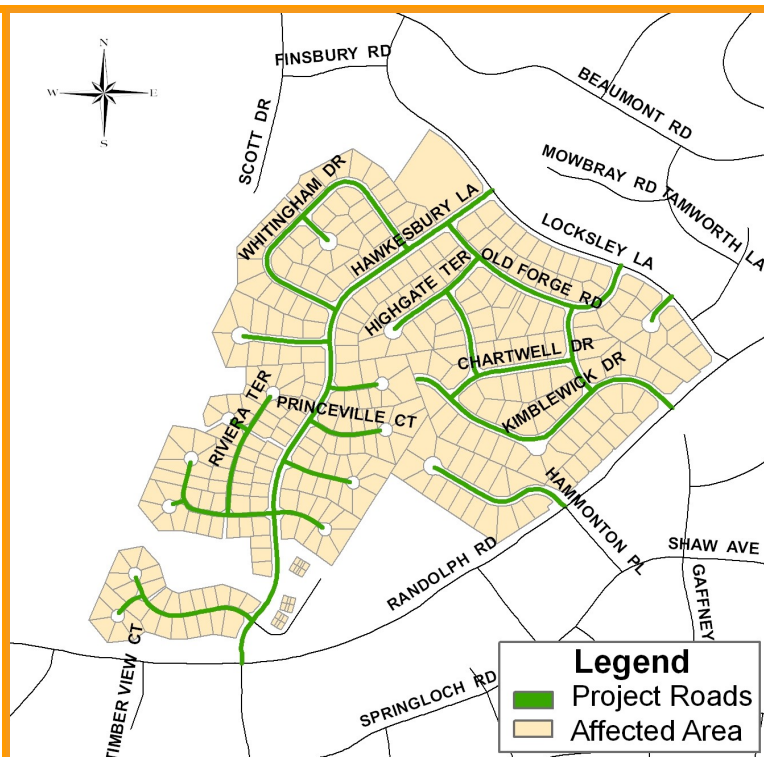 N
W E
S
FINSBURY RD
SCOTT DR
BEAUMONT RD
MOWBRAY RD
TAMWORTH LA
LOCKSLEY LA
WHITINGHAM DR
HAWKESBURY LA
OLD FORGE RD
HIGHGATE TER
CHARTWELL DR
KIMBLEWICK DR
PRINCEVILLE CT
RIVIERA TER
HAMMONTON PL
RANDOLPH RD
SHAW AVE
GAFFNEY
TIMBER VIEW CT
SPRINGLOCH RD
Legend
Project Roads
Affected Area